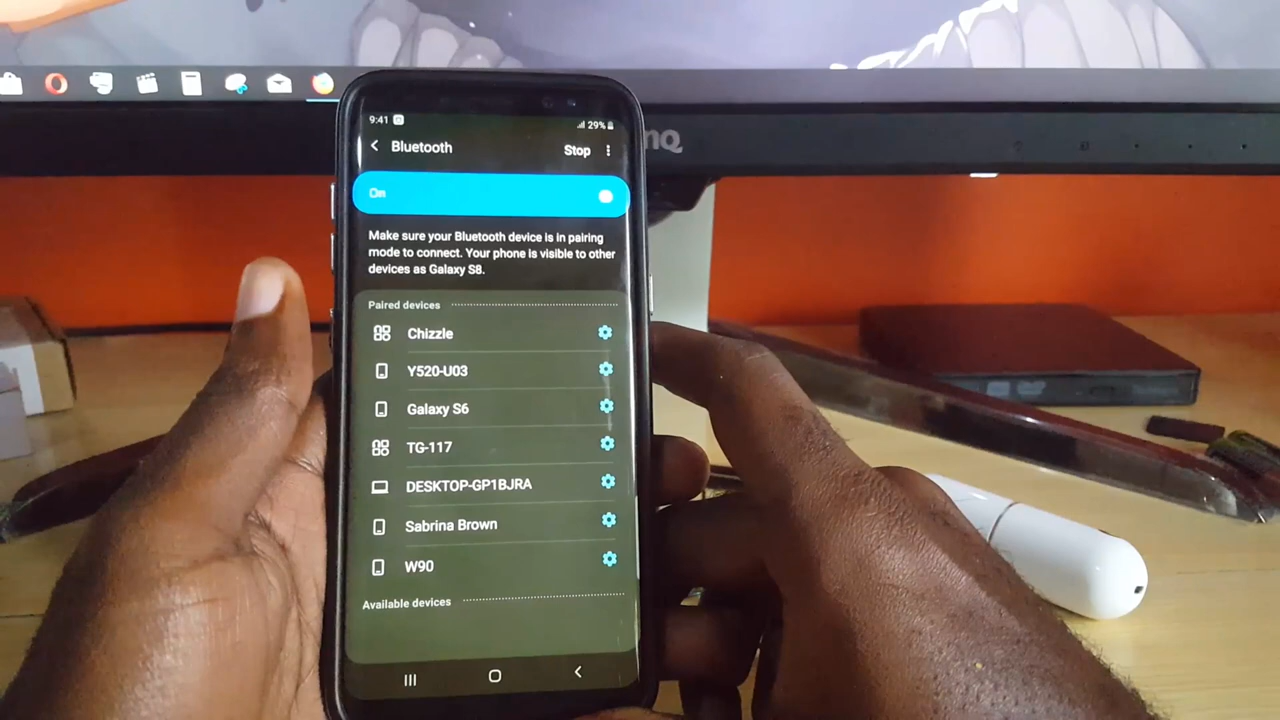 9:41
29%
Bluetooth
Stop
On
Make sure your Bluetooth device is in pairing
mode to connect. Your phone is visible to other
devices as Galaxy S8.
Paired devices
Chizzle
Y520-U03
Galaxy S6
TG-117
DESKTOP-GP1BJRA
Sabrina Brown
W90
Available devices